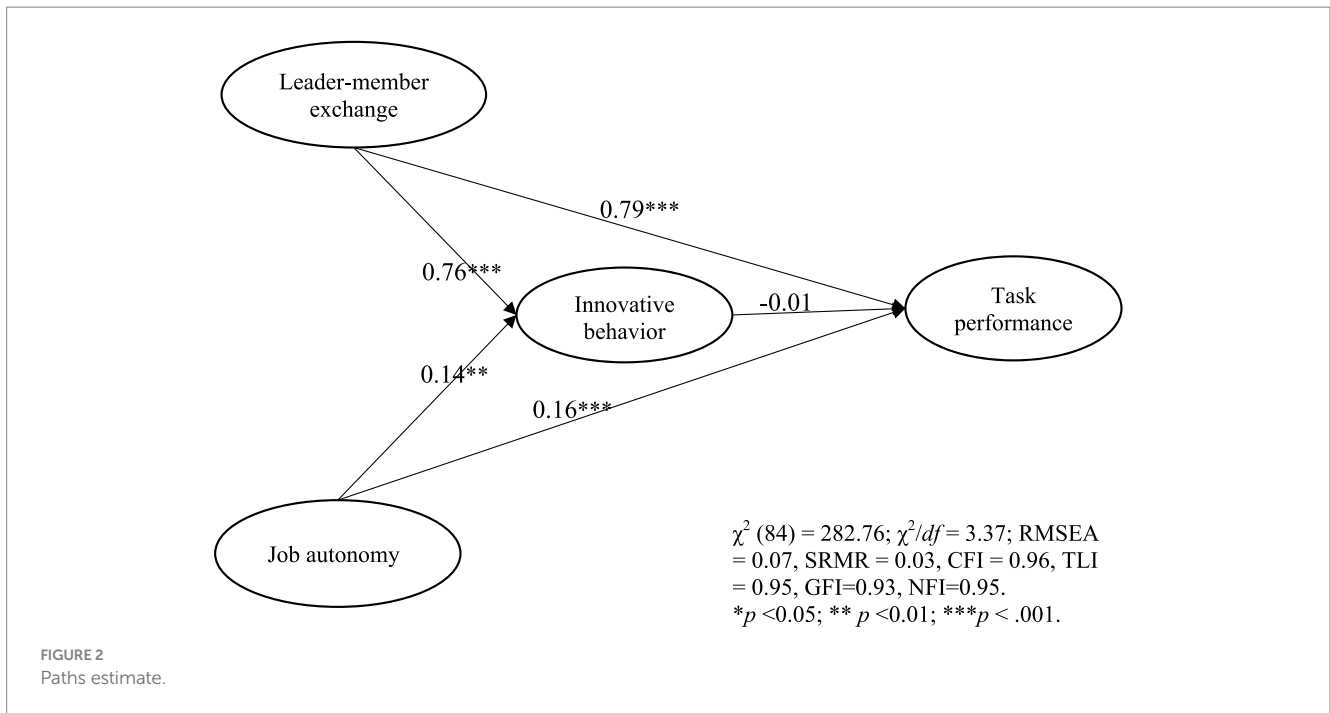 Leader-member
exchange
0.79***
0.76***
Innovative
behavior
-0.01
Task
performance
0.14**
0.16***
Job autonomy
χ² (84) = 282.76; χ²/df = 3.37; RMSEA
= 0.07, SRMR = 0.03, CFI = 0.96, TLI
= 0.95, GFI=0.93, NFI=0.95.
*p <0.05; ** p <0.01; ***p < .001.
FIGURE 2
Paths estimate.